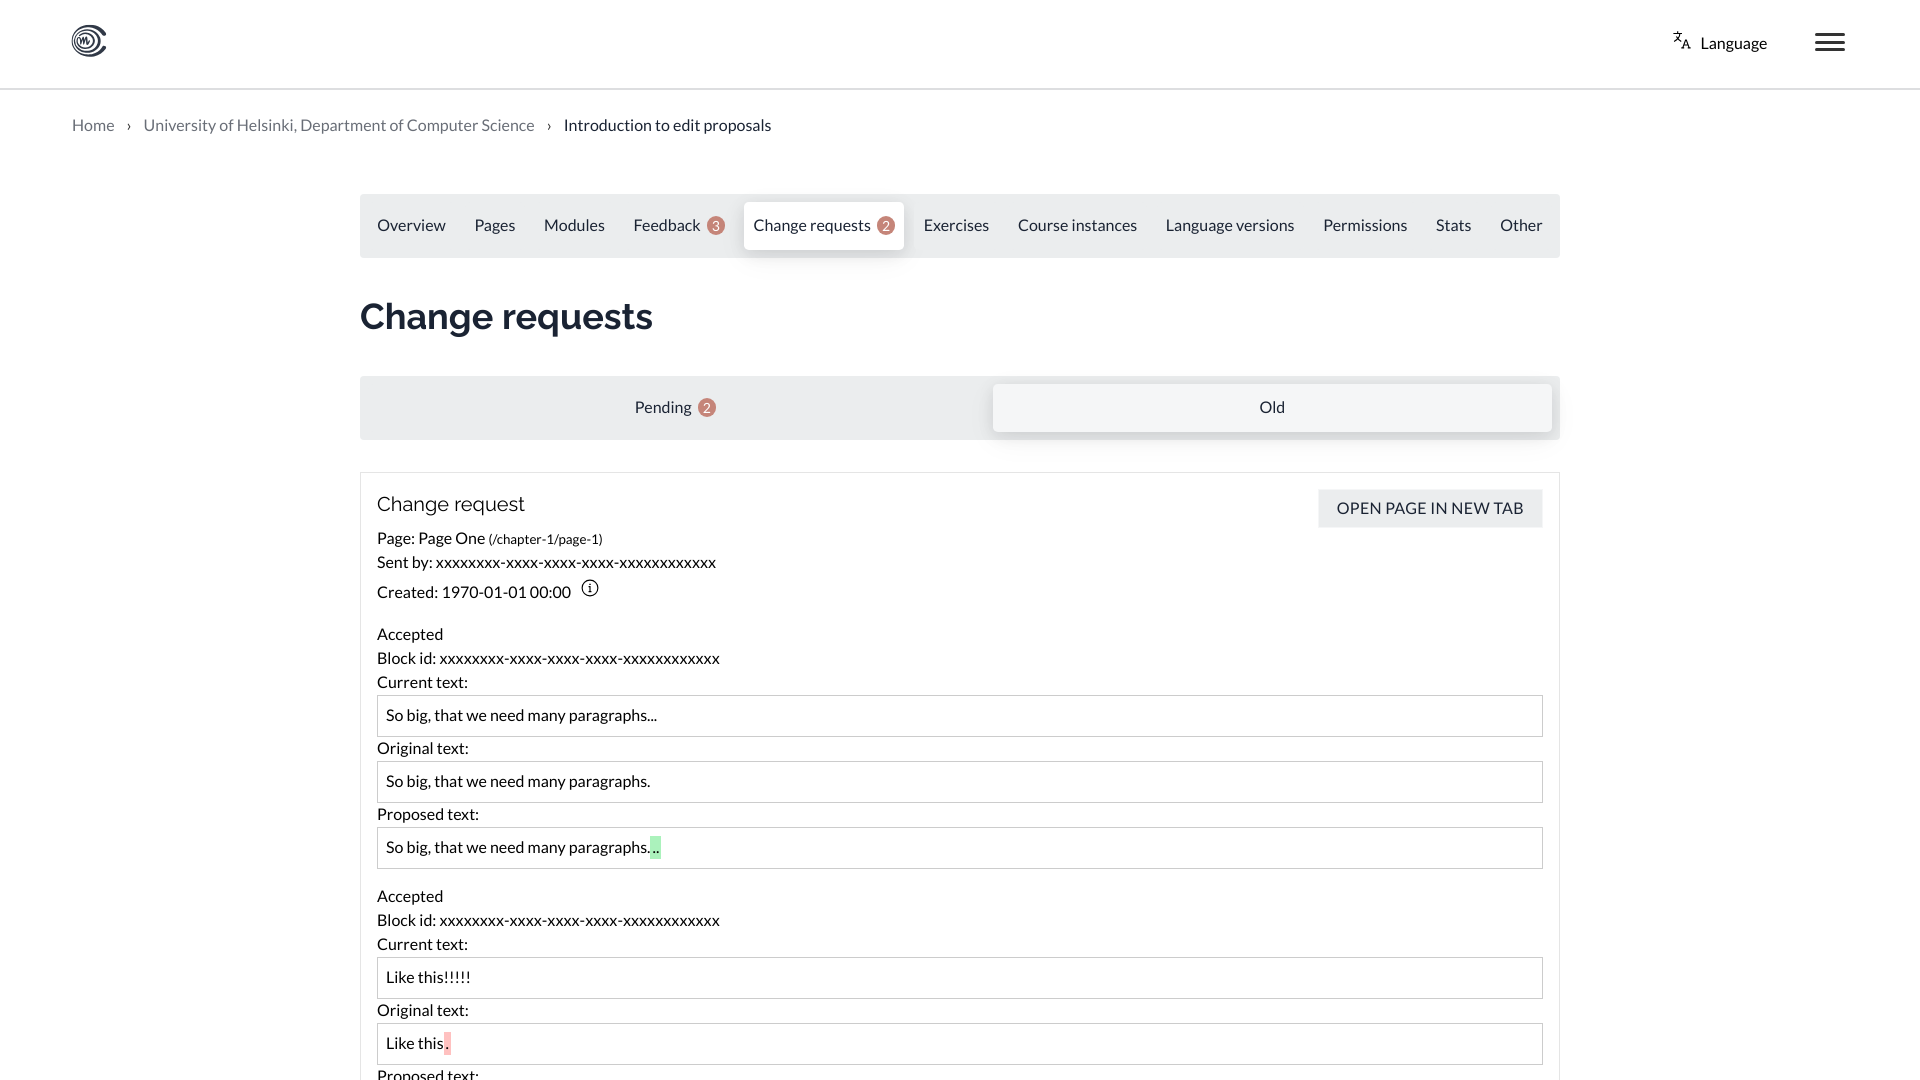 Language
Home › University of Helsinki, Department of Computer Science › Introduction to edit proposals
Overview Pages Modules Feedback 3 Change requests 2 Exercises Course instances Language versions Permissions Stats Other
Change requests
Pending 2 Old
Change request
OPEN PAGE IN NEW TAB
Page: Page One (/chapter-1/page-1)
Sent by: xxxxxxxx-xxxx-xxxx-xxxx-xxxxxxxxxxxx
Created: 1970-01-01 00:00
Accepted
Block id: xxxxxxxx-xxxx-xxxx-xxxx-xxxxxxxxxxxx
Current text:
So big, that we need many paragraphs...
Original text:
So big, that we need many paragraphs.
Proposed text:
So big, that we need many paragraphs...
Accepted
Block id: xxxxxxxx-xxxx-xxxx-xxxx-xxxxxxxxxxxx
Current text:
Like this!!!!!
Original text:
Like this.
Proposed text: